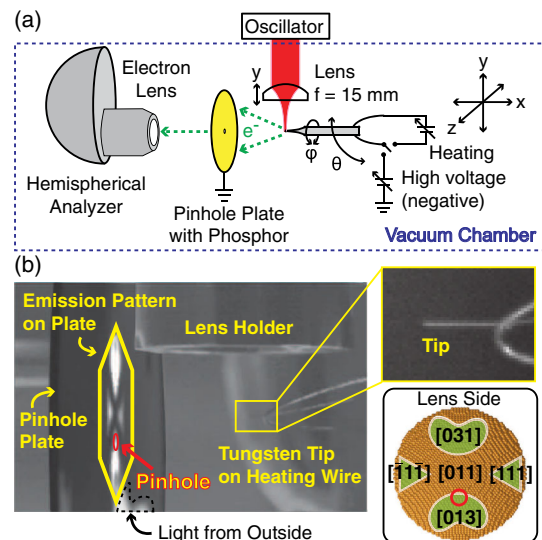 (a)
Oscillator
Electron
Lens
y
Lens
f = 15 mm
y
x
z
e⁻
φ
θ
Heating
Hemispherical
Analyzer
High voltage
(negative)
Pinhole Plate
with Phosphor
Vacuum Chamber
(b)
Emission Pattern
on Plate
Lens Holder
Tip
Pinhole
Plate
Pinhole
Tungsten Tip
on Heating Wire
Light from Outside
Lens Side
[031]
[1̄11̄] [011] [111]
[013]